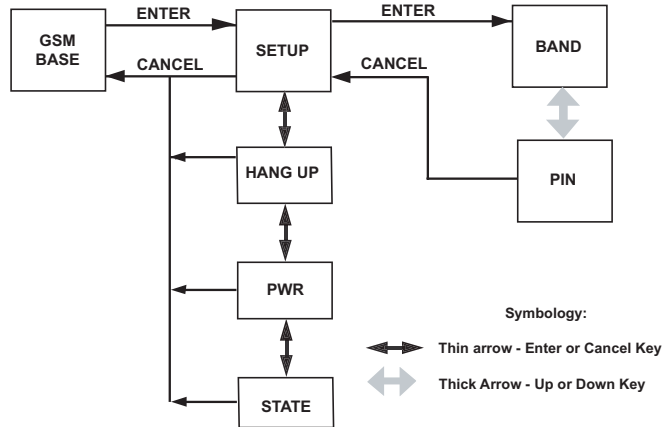 ENTER
ENTER
GSM
BASE
SETUP
BAND
CANCEL
CANCEL
HANG UP
PIN
PWR
Symbology:
Thin arrow - Enter or Cancel Key
Thick Arrow - Up or Down Key
STATE